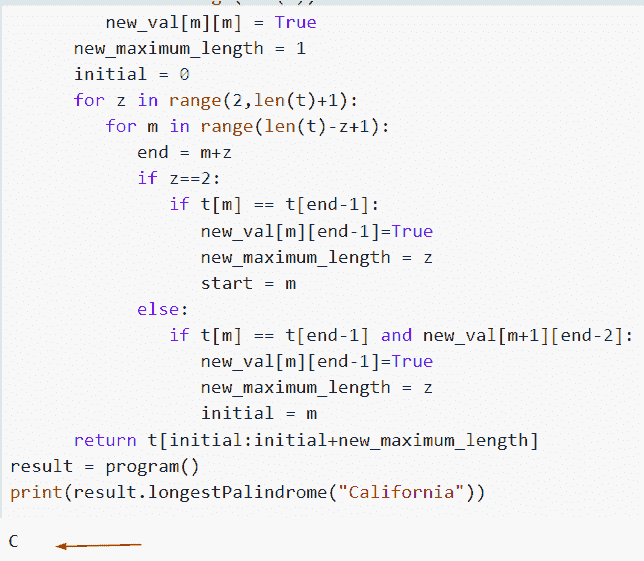 new_val[m][m] = True
new_maximum_length = 1
initial = 0
for z in range(2,len(t)+1):
for m in range(len(t)-z+1):
end = m+z
if z==2:
if t[m] == t[end-1]:
new_val[m][end-1]=True
new_maximum_length = z
start = m
else:
if t[m] == t[end-1] and new_val[m+1][end-2]:
new_val[m][end-1]=True
new_maximum_length = z
initial = m
return t[initial:initial+new_maximum_length]
result = program()
print(result.longestPalindrome("California"))
C